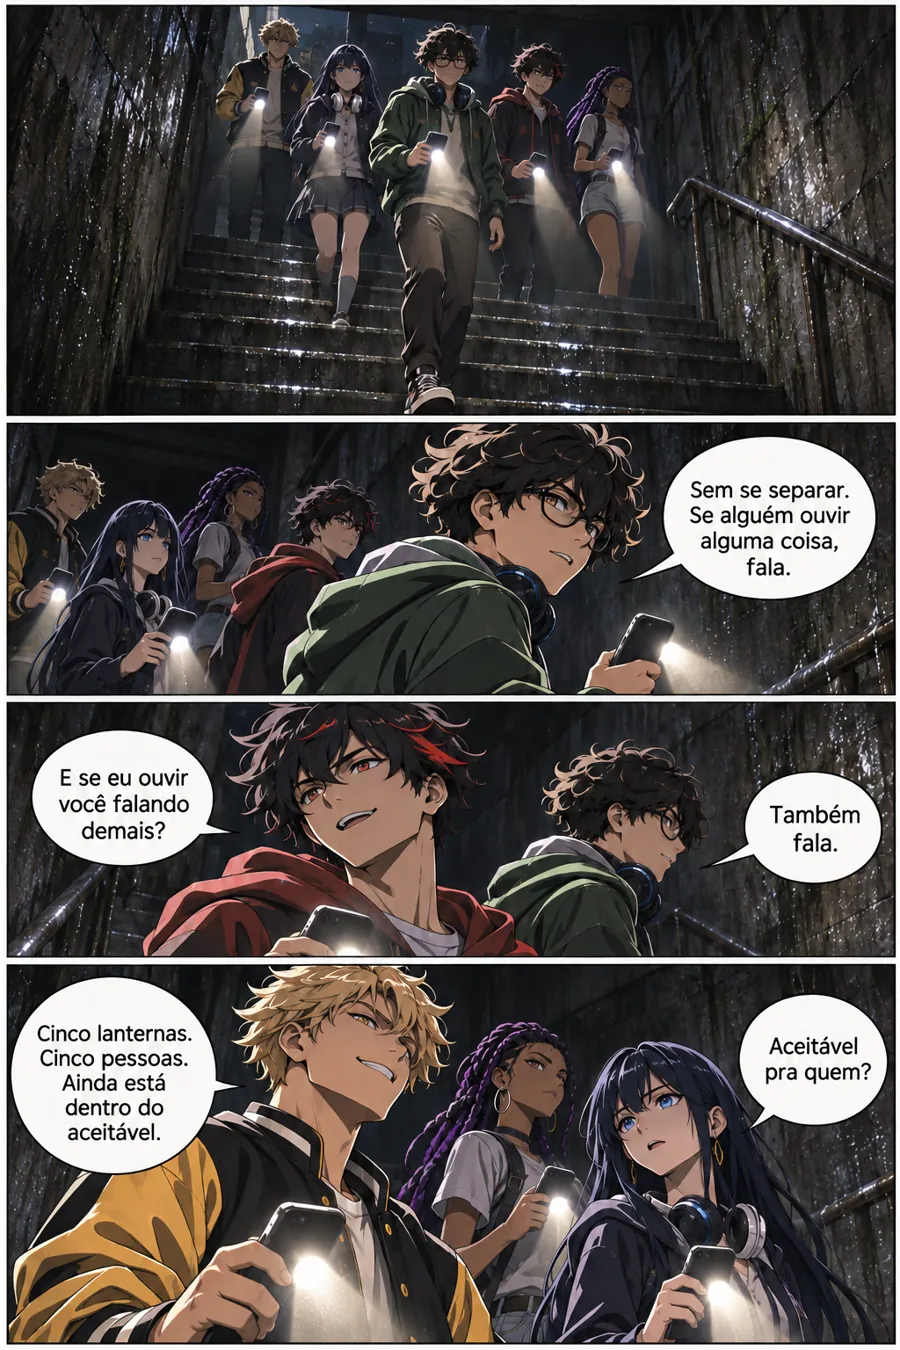 Sem se separar.
Se alguém ouvir
alguma coisa,
fala.
E se eu ouvir
você falando
demais?
Também
fala.
Cinco lanternas.
Cinco pessoas.
Ainda está
dentro do
aceitável.
Aceitável
pra quem?